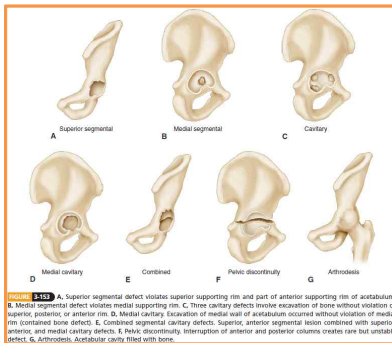 A
Superior segmental
B
Medial segmental
C
Cavitary
D
Medial cavitary
E
Combined
F
Pelvic discontinuity
G
Arthrodesis
FIGURE 3-153 A, Superior segmental defect violates superior supporting rim and part of anterior supporting rim of acetabulum
B, Medial segmental defect violates medial supporting rim. C, Three cavitary defects involve excavation of bone without violation o
superior, posterior, or anterior rim. D, Medial cavitary. Excavation of medial wall of acetabulum occurred without violation of media
rim (contained bone defect). E, Combined segmental cavitary defects. Superior, anterior segmental lesion combined with superior
anterior, and medial cavitary defects. F, Pelvic discontinuity. Interruption of anterior and posterior columns creates rare but unstabl
defect. G, Arthrodesis. Acetabular cavity filled with bone.